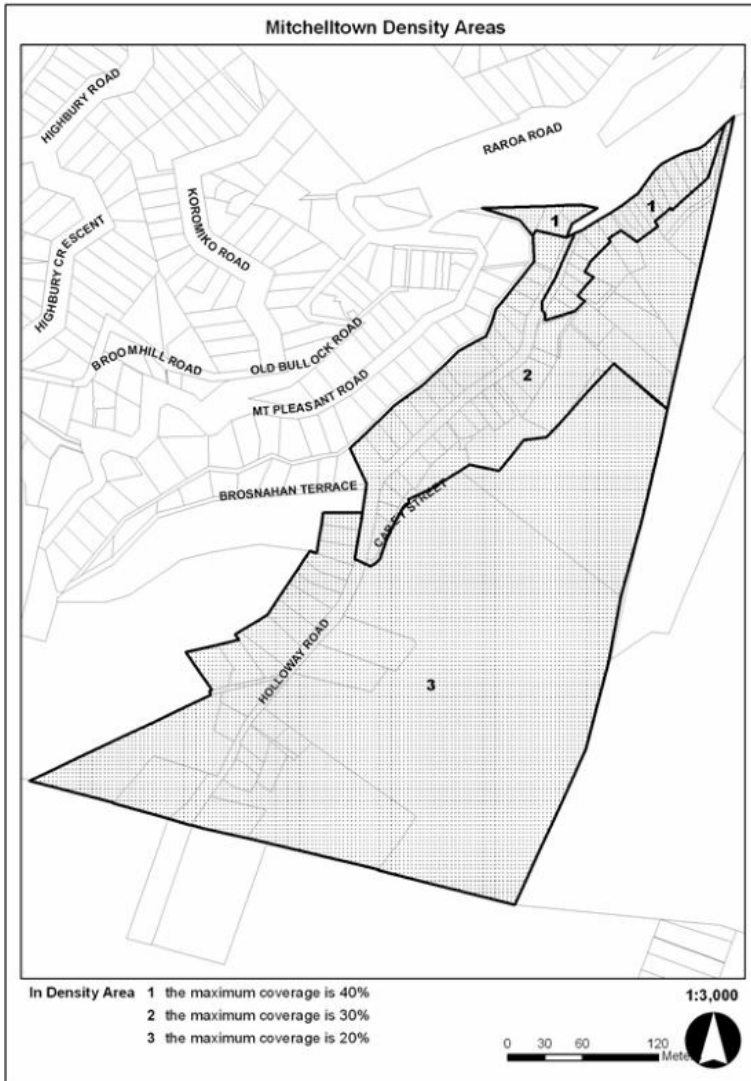 Mitchelltown Density Areas
HIGHBURY ROAD
RAROA ROAD
KOROMIKO ROAD
1
1
HIGHBURY CRESCENT
BROOMHILL ROAD
OLD BULLOCK ROAD
MT PLEASANT ROAD
2
BROSNAHAN TERRACE
CAREY STREET
HOLLOWAY ROAD
3
In Density Area 1 the maximum coverage is 40%
2 the maximum coverage is 30%
3 the maximum coverage is 20%
1:3,000
0 30 60 120
Mete